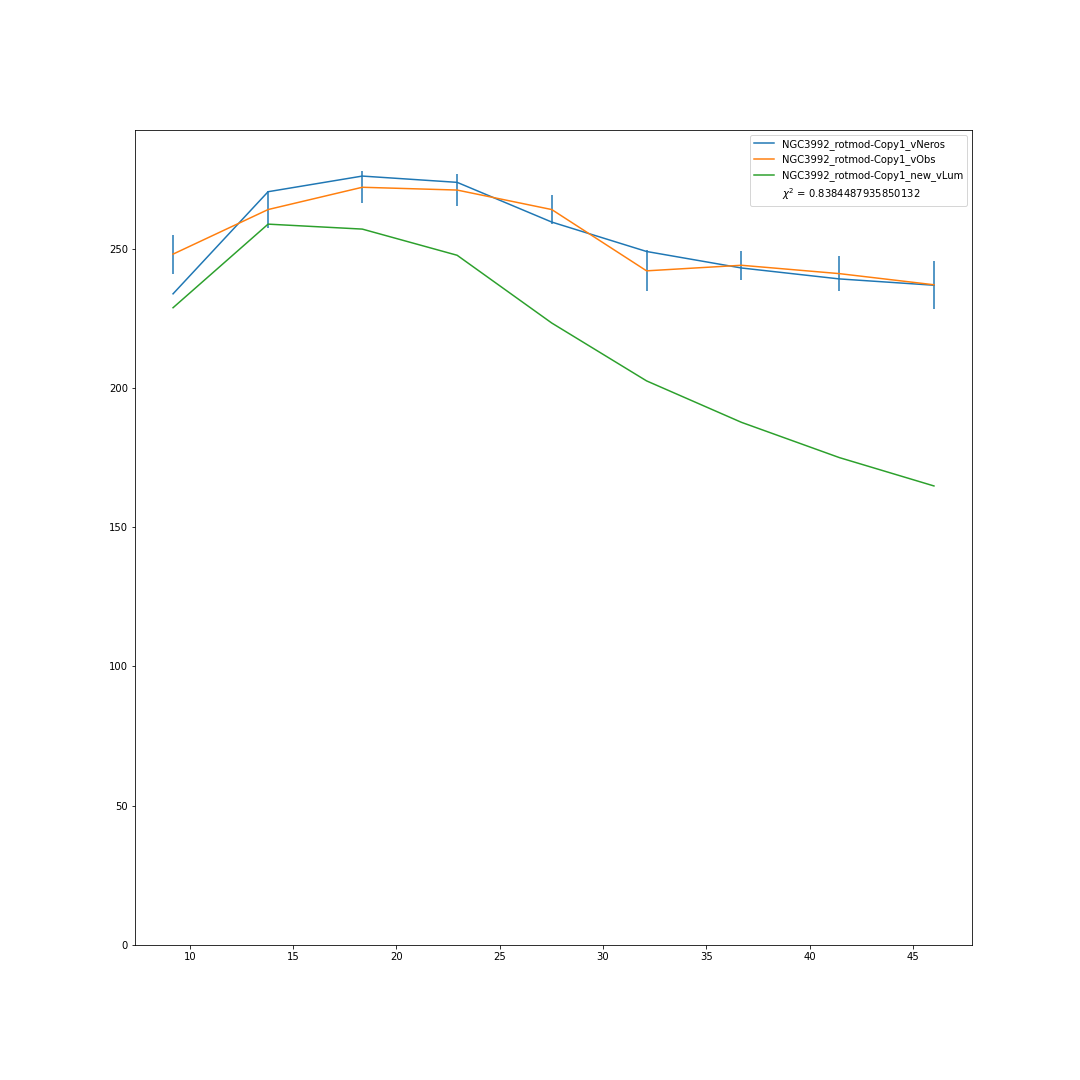 NGC3992_rotmod-Copy1_vNeros
NGC3992_rotmod-Copy1_vObs
NGC3992_rotmod-Copy1_new_vLum
χ² = 0.8384487935850132
250
200
150
100
50
0
10 15 20 25 30 35 40 45